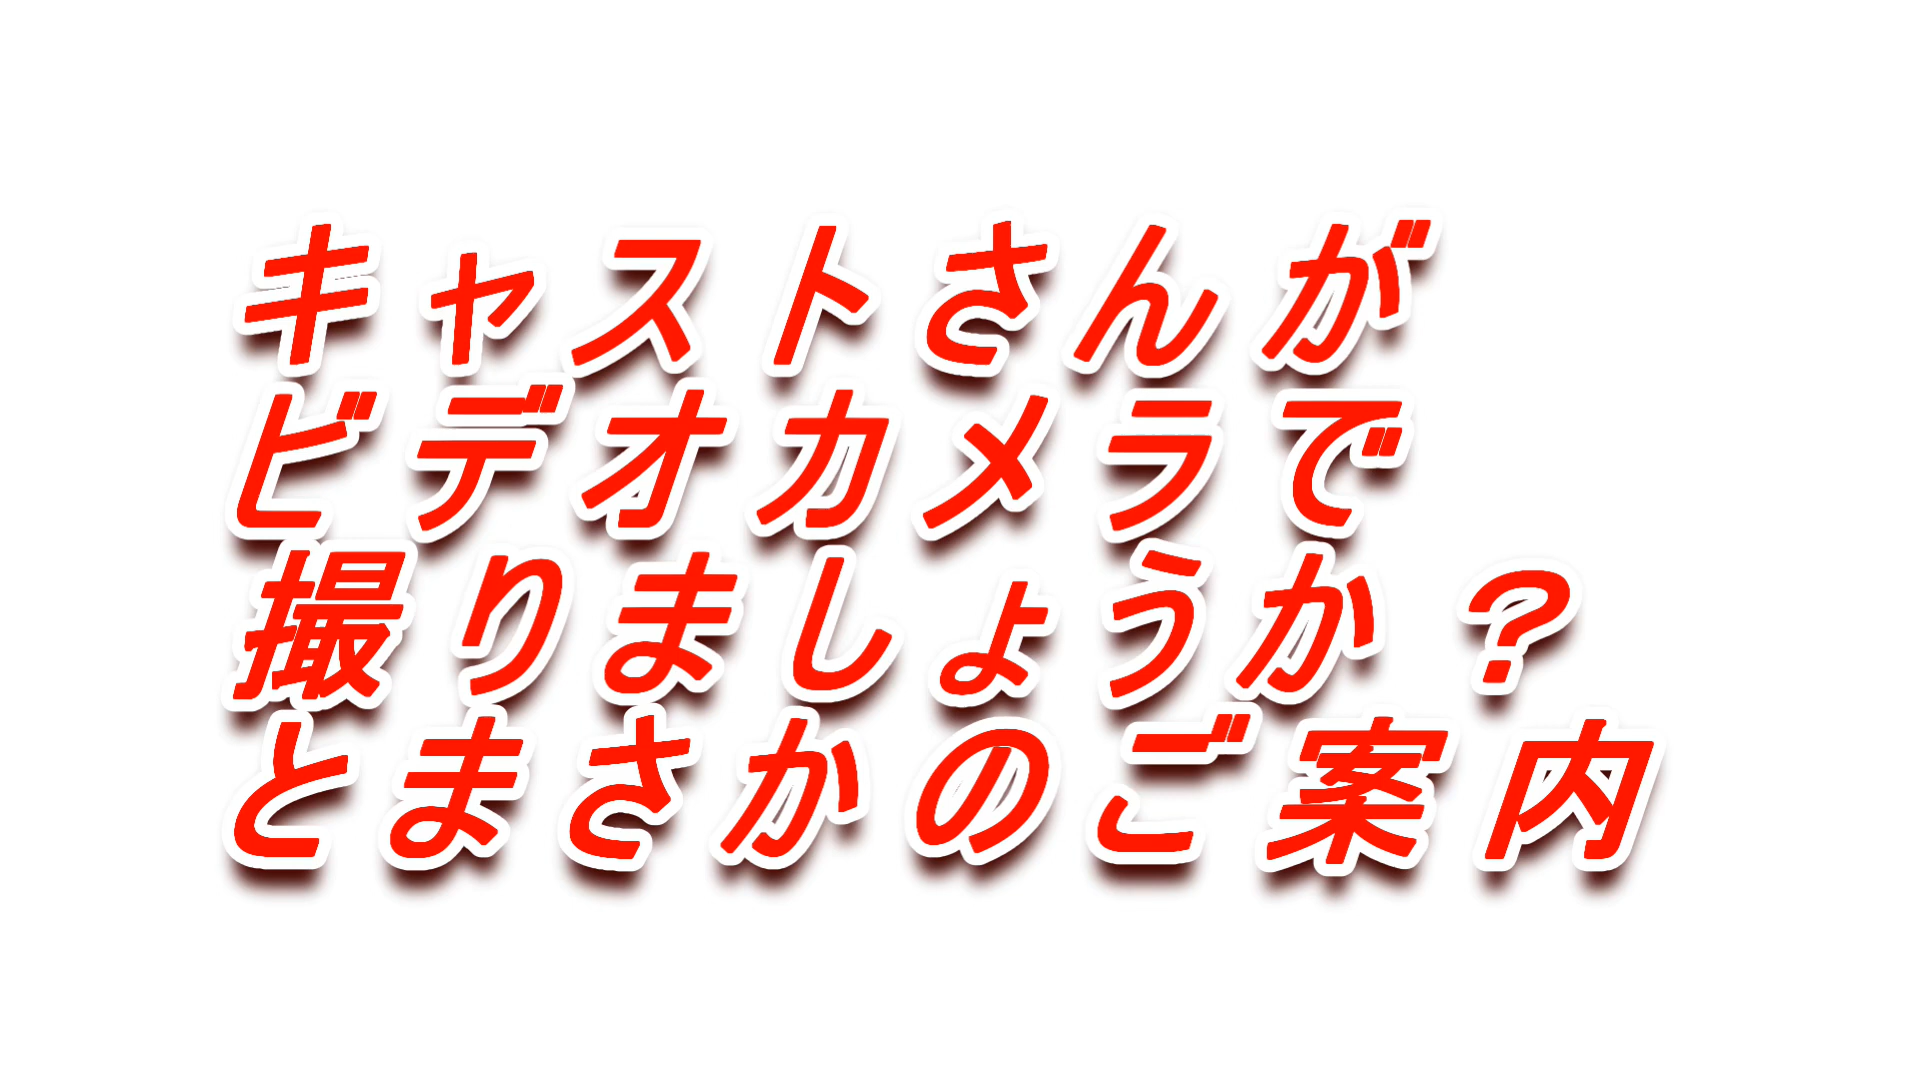 キャストさんが
ビデオカメラで
撮りましょうか？
とまさかのご案内